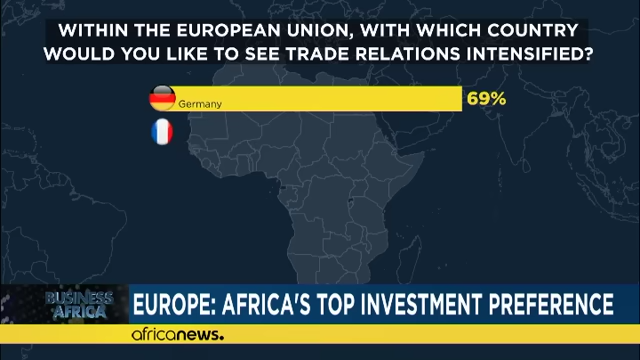 WITHIN THE EUROPEAN UNION, WITH WHICH COUNTRY
WOULD YOU LIKE TO SEE TRADE RELATIONS INTENSIFIED?
Germany
69%
BUSINESS
AFRICA
EUROPE: AFRICA'S TOP INVESTMENT PREFERENCE
africanews.